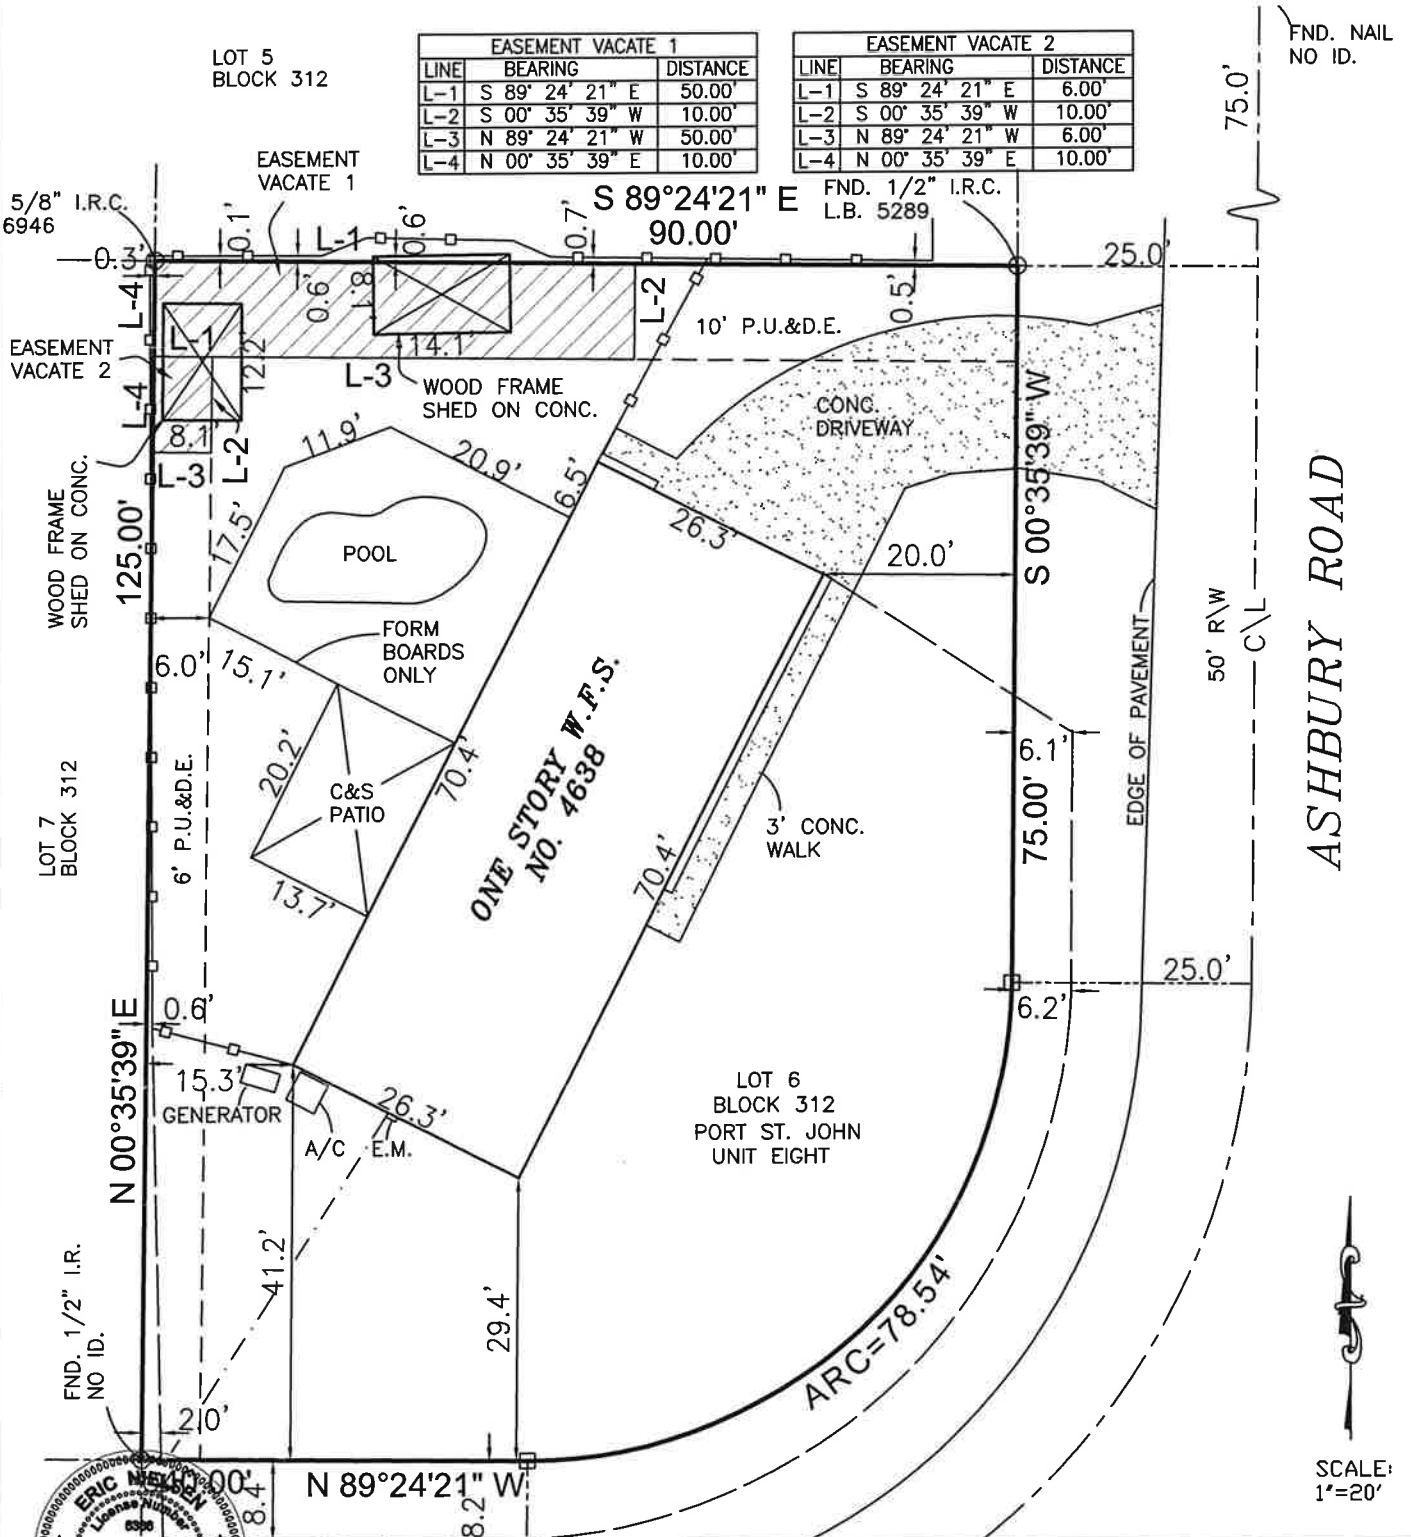 LOT 5
BLOCK 312
EASEMENT VACATE 1
LINE BEARING DISTANCE
L-1 S 89° 24' 21" E 50.00'
L-2 S 00° 35' 39" W 10.00'
L-3 N 89° 24' 21" W 50.00'
L-4 N 00° 35' 39" E 10.00'
EASEMENT VACATE 2
LINE BEARING DISTANCE
L-1 S 89° 24' 21" E 6.00'
L-2 S 00° 35' 39" W 10.00'
L-3 N 89° 24' 21" W 6.00'
L-4 N 00° 35' 39" E 10.00'
FND. NAIL
NO ID.
75.0'
EASEMENT
VACATE 1
5/8" I.R.C.
6946
S 89°24'21" E
90.00'
FND. 1/2" I.R.C.
L.B. 5289
0.3'
0.1'
L-1
0.6'
0.7'
25.0'
0.6'
1.8'
L-2
0.5'
10' P.U.&D.E.
L-4
L-1
14.1'
12.2'
EASEMENT
VACATE 2
L-3
WOOD FRAME
SHED ON CONC.
L-4
8.1'
L-2
L-3
CONC.
DRIVEWAY
S 00°35'39" W
11.9'
20.9'
6.5'
17.5'
26.3'
20.0'
WOOD FRAME
SHED ON CONC.
125.00'
POOL
FORM
BOARDS
ONLY
6.0'
15.1'
ASHBURY ROAD
50' R\W
C\L
EDGE OF PAVEMENT
ONE STORY W.F.S.
NO. 4638
6.1'
75.00'
20.2'
70.4'
C&S
PATIO
13.7'
3' CONC.
WALK
70.4'
LOT 7
BLOCK 312
6' P.U.&D.E.
25.0'
6.2'
0.6'
N 00°35'39" E
15.3'
GENERATOR
A/C
26.3'
E.M.
LOT 6
BLOCK 312
PORT ST. JOHN
UNIT EIGHT
41.2'
29.4'
ARC=78.54'
FND. 1/2" I.R.
NO ID.
2.0'
N 89°24'21" W
8.4'
8.2'
ERIC NIELSEN
License Number
SCALE:
1"=20'